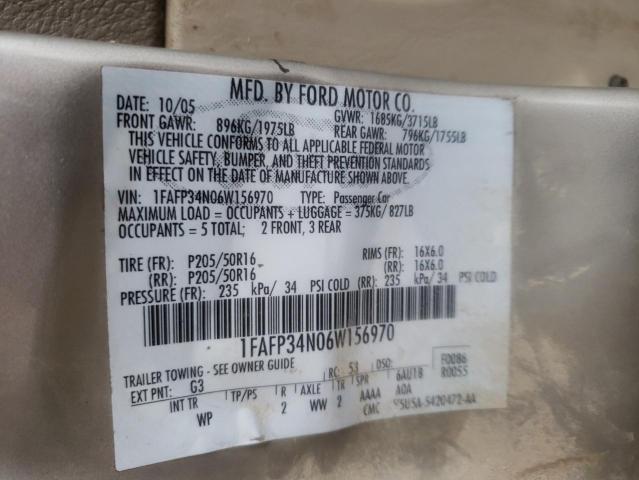 MFD. BY FORD MOTOR CO.
DATE: 10/05 GVWR: 1685KG/3715LB
FRONT GAWR: 896KG/1975LB REAR GAWR: 796KG/1755LB
THIS VEHICLE CONFORMS TO ALL APPLICABLE FEDERAL MOTOR
VEHICLE SAFETY, BUMPER, AND THEFT PREVENTION STANDARDS
IN EFFECT ON THE DATE OF MANUFACTURE SHOWN ABOVE.
VIN: 1FAFP34N06W156970 TYPE: Passenger Car
MAXIMUM LOAD = OCCUPANTS + LUGGAGE = 375KG/ 827LB
OCCUPANTS = 5 TOTAL; 2 FRONT, 3 REAR
TIRE (FR): P205/50R16 RIMS (FR): 16X6.0
(RR): P205/50R16 (RR): 16X6.0
PRESSURE (FR): 235 kPa/ 34 PSI COLD (RR): 235 kPa/ 34 PSI COLD
1FAFP34N06W156970
TRAILER TOWING - SEE OWNER GUIDE RC: 53 DSO: F0086
EXT PNT: G3 R0055
INT TR TP/PS R AXLE TR SPR 6AU1B
WP 2 WW 2 AAAA A0A
CMC